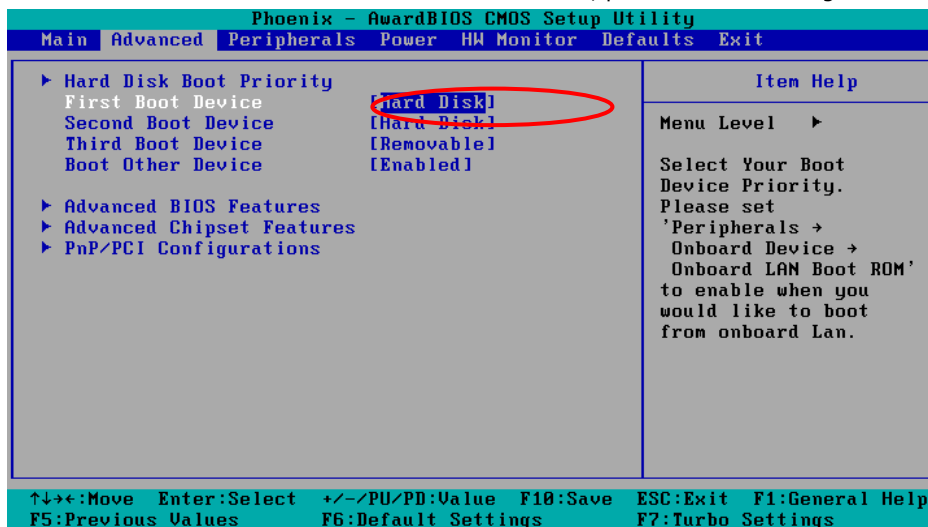 Phoenix - AwardBIOS CMOS Setup Utility
Main Advanced Peripherals Power HW Monitor Defaults Exit
▶ Hard Disk Boot Priority
First Boot Device [Hard Disk]
Second Boot Device [Hard Disk]
Third Boot Device [Removable]
Boot Other Device [Enabled]
▶ Advanced BIOS Features
▶ Advanced Chipset Features
▶ PnP/PCI Configurations
Item Help
Menu Level ▶
Select Your Boot
Device Priority.
Please set
'Peripherals →
Onboard Device →
Onboard LAN Boot ROM'
to enable when you
would like to boot
from onboard Lan.
↑↓→←:Move Enter:Select +/-/PU/PD:Value F10:Save ESC:Exit F1:General Help
F5:Previous Values F6:Default Settings F7:Turbo Settings